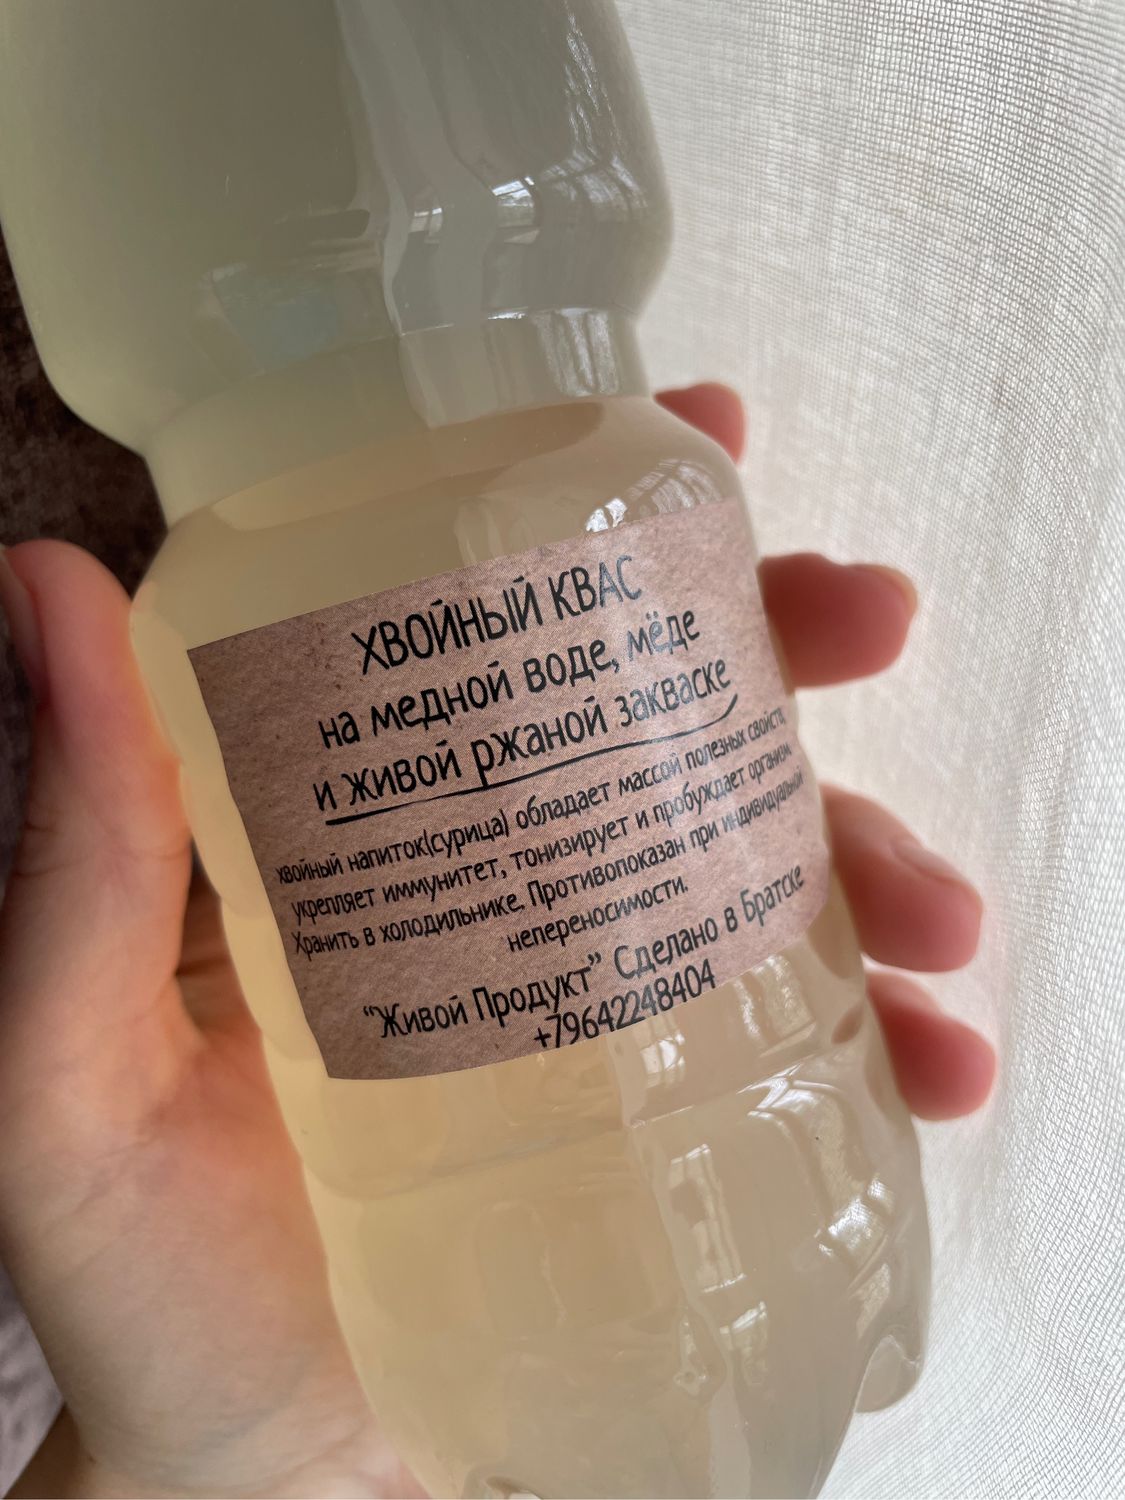 ХВОЙНЫЙ КВАС
на медной воде, мёде
и живой ржаной закваске
хвойный напиток(сурица) обладает массой полезных свойств,
укрепляет иммунитет, тонизирует и пробуждает организм
Хранить в холодильнике. Противопоказан при индивидуальной
непереносимости.
“Живой Продукт” Сделано в Братске
+79642248404